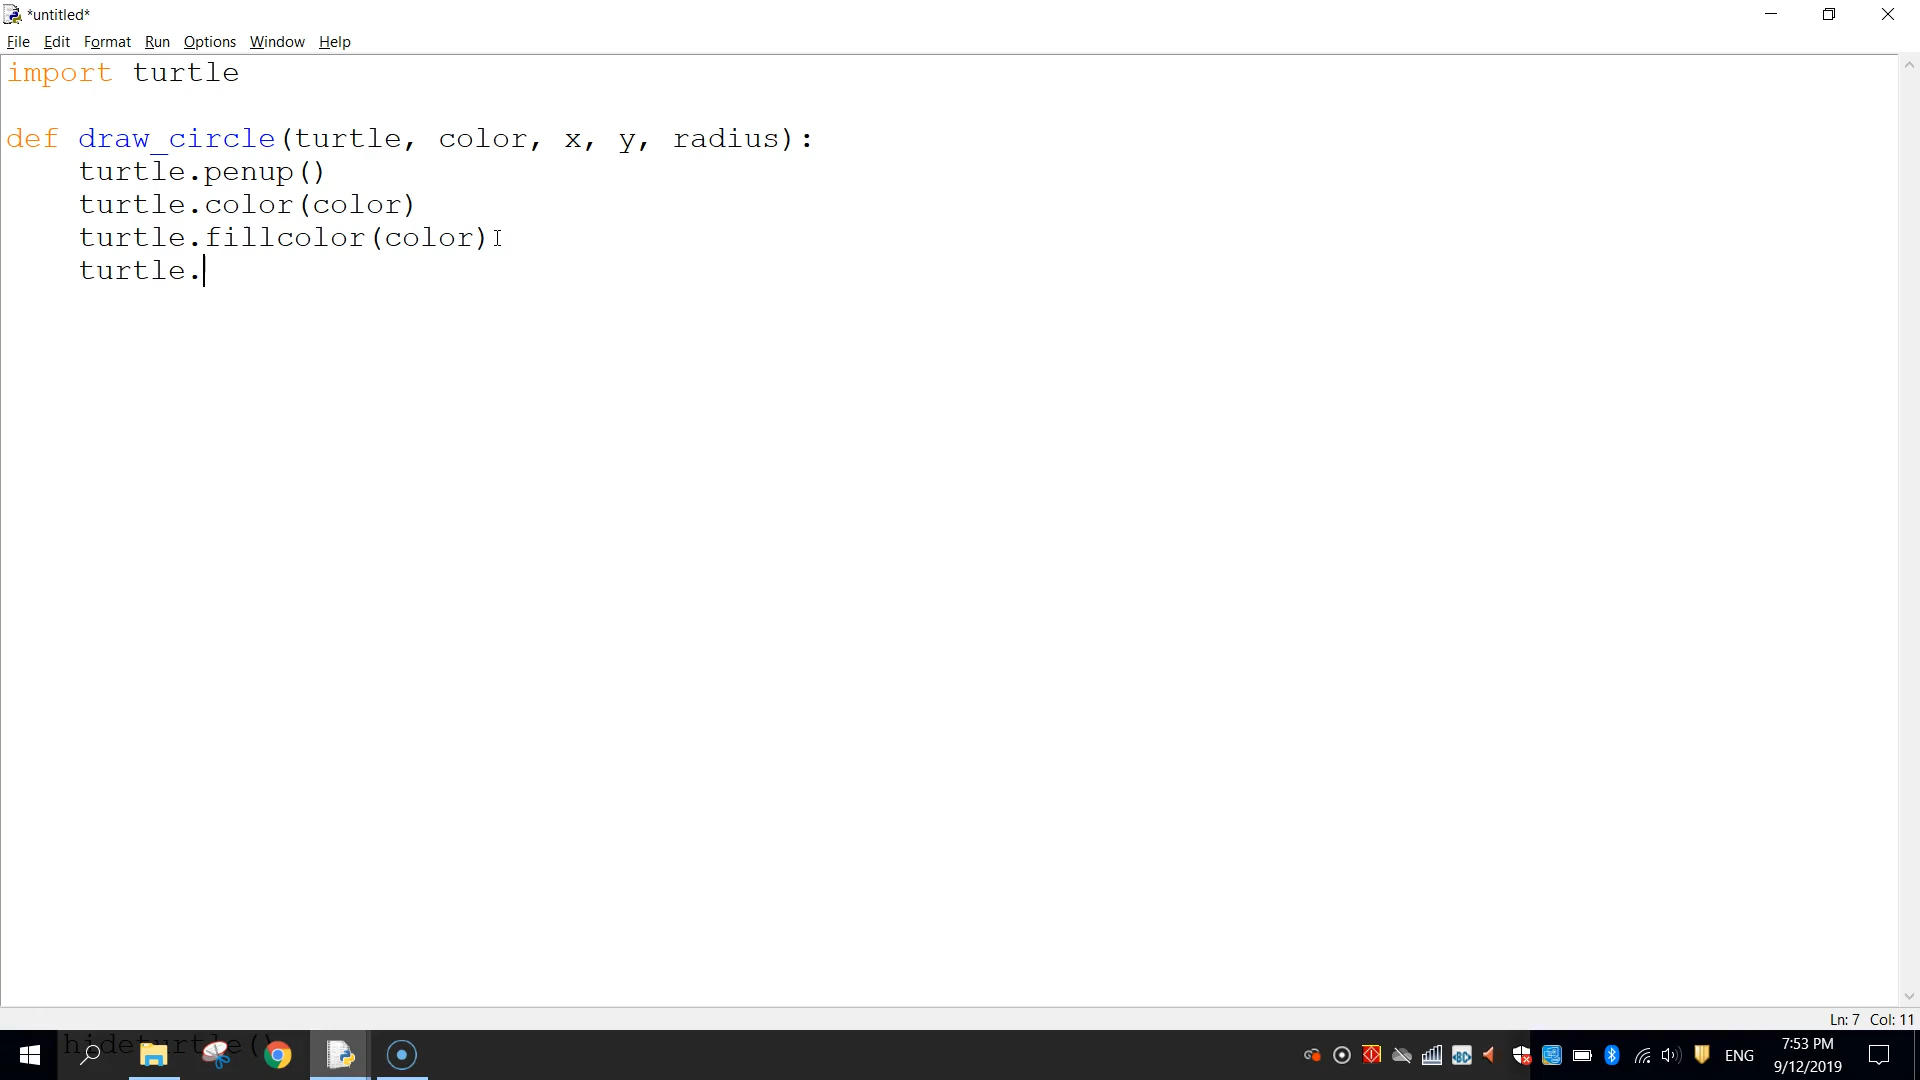 *untitled*
File Edit Format Run Options Window Help
import turtle
def draw_circle(turtle, color, x, y, radius):
    turtle.penup()
    turtle.color(color)
    turtle.fillcolor(color)
    turtle.
Ln: 7 Col: 11
hideturtle()
ENG
7:53 PM
9/12/2019